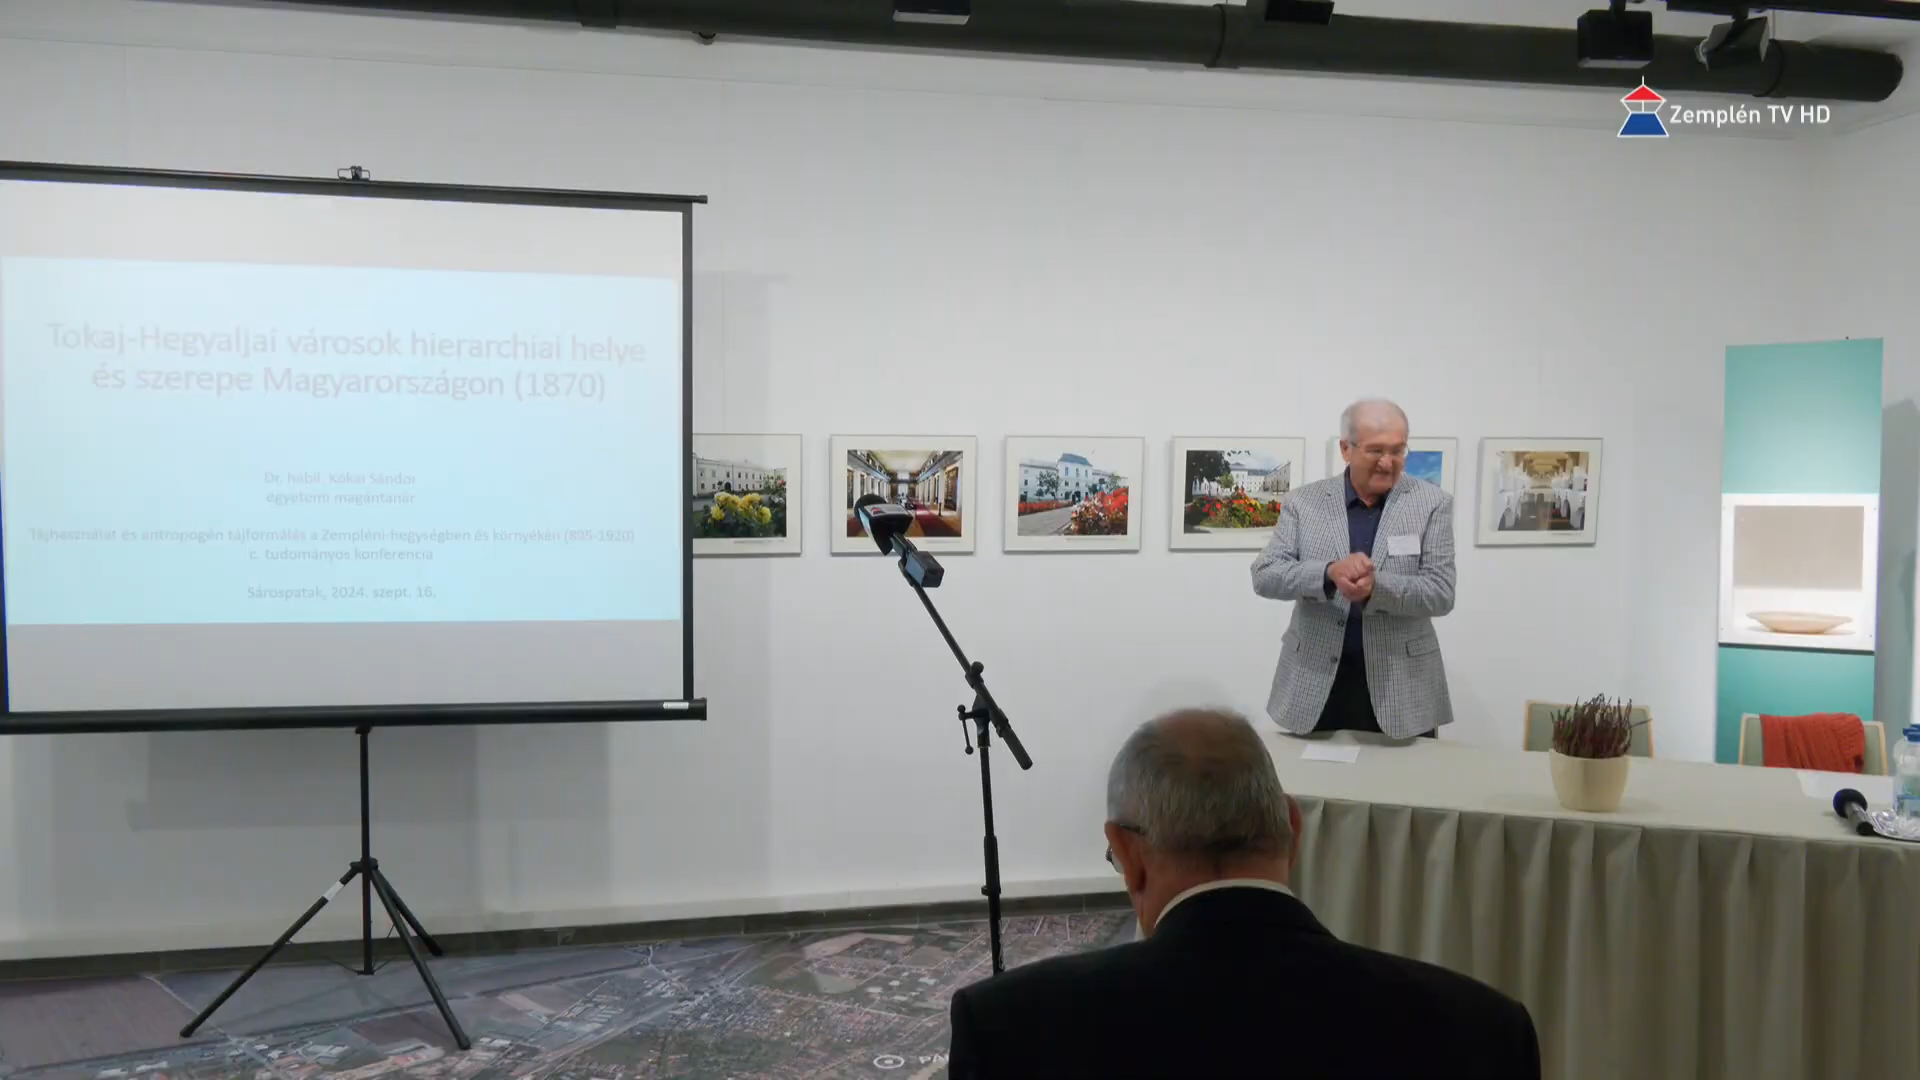 Zemplén TV HD
Tokaj-Hegyaljai városok hierarchiai helye
és szerepe Magyarországon (1870)
Dr. habil. Kókai Sándor
egyetemi magántanár
Tájhasználat és antropogén tájformálás a Zempléni-hegységben és környékén (895-1920)
c. tudományos konferencia
Sárospatak, 2024. szept. 16.